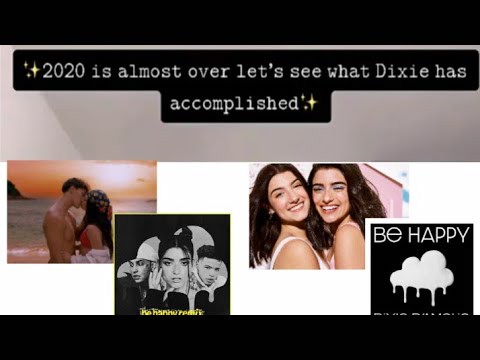 ✨2020 is almost over let's see what Dixie has
accomplished✨
BE HAPPY
be happy remix